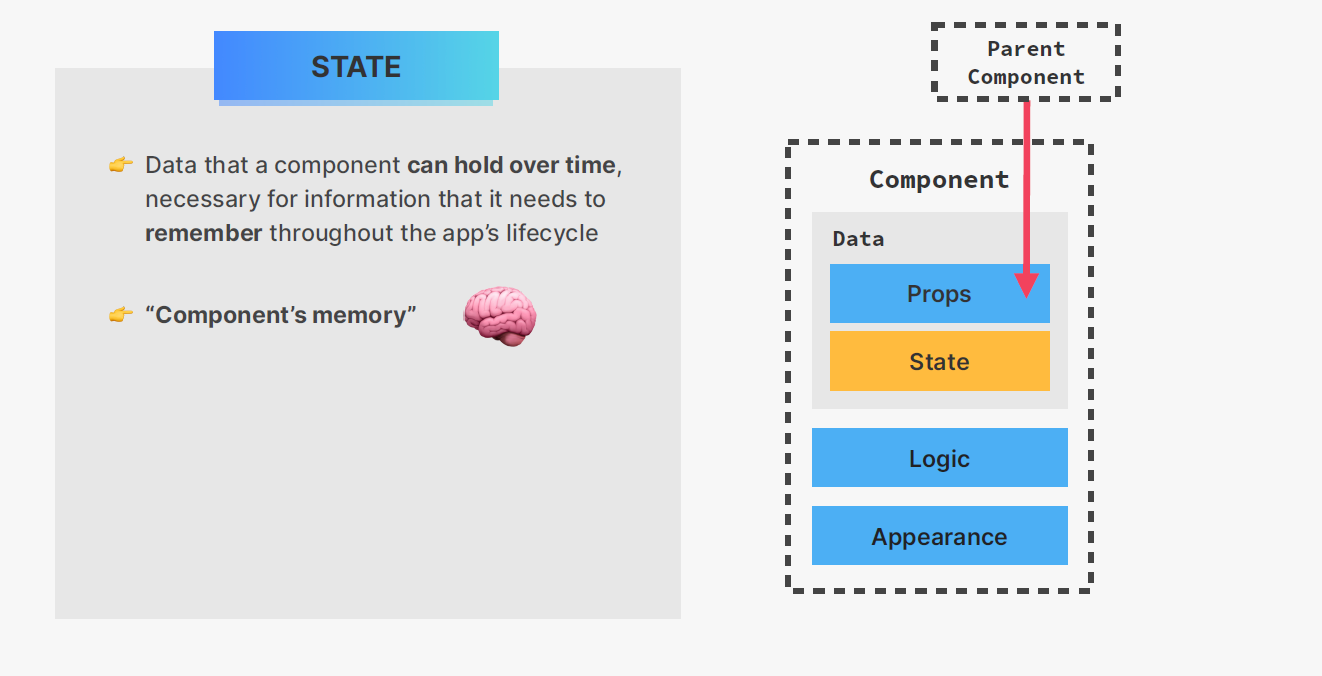 STATE
Data that a component can hold over time,
necessary for information that it needs to
remember throughout the app’s lifecycle
“Component’s memory”
Parent
Component
Component
Data
Props
State
Logic
Appearance